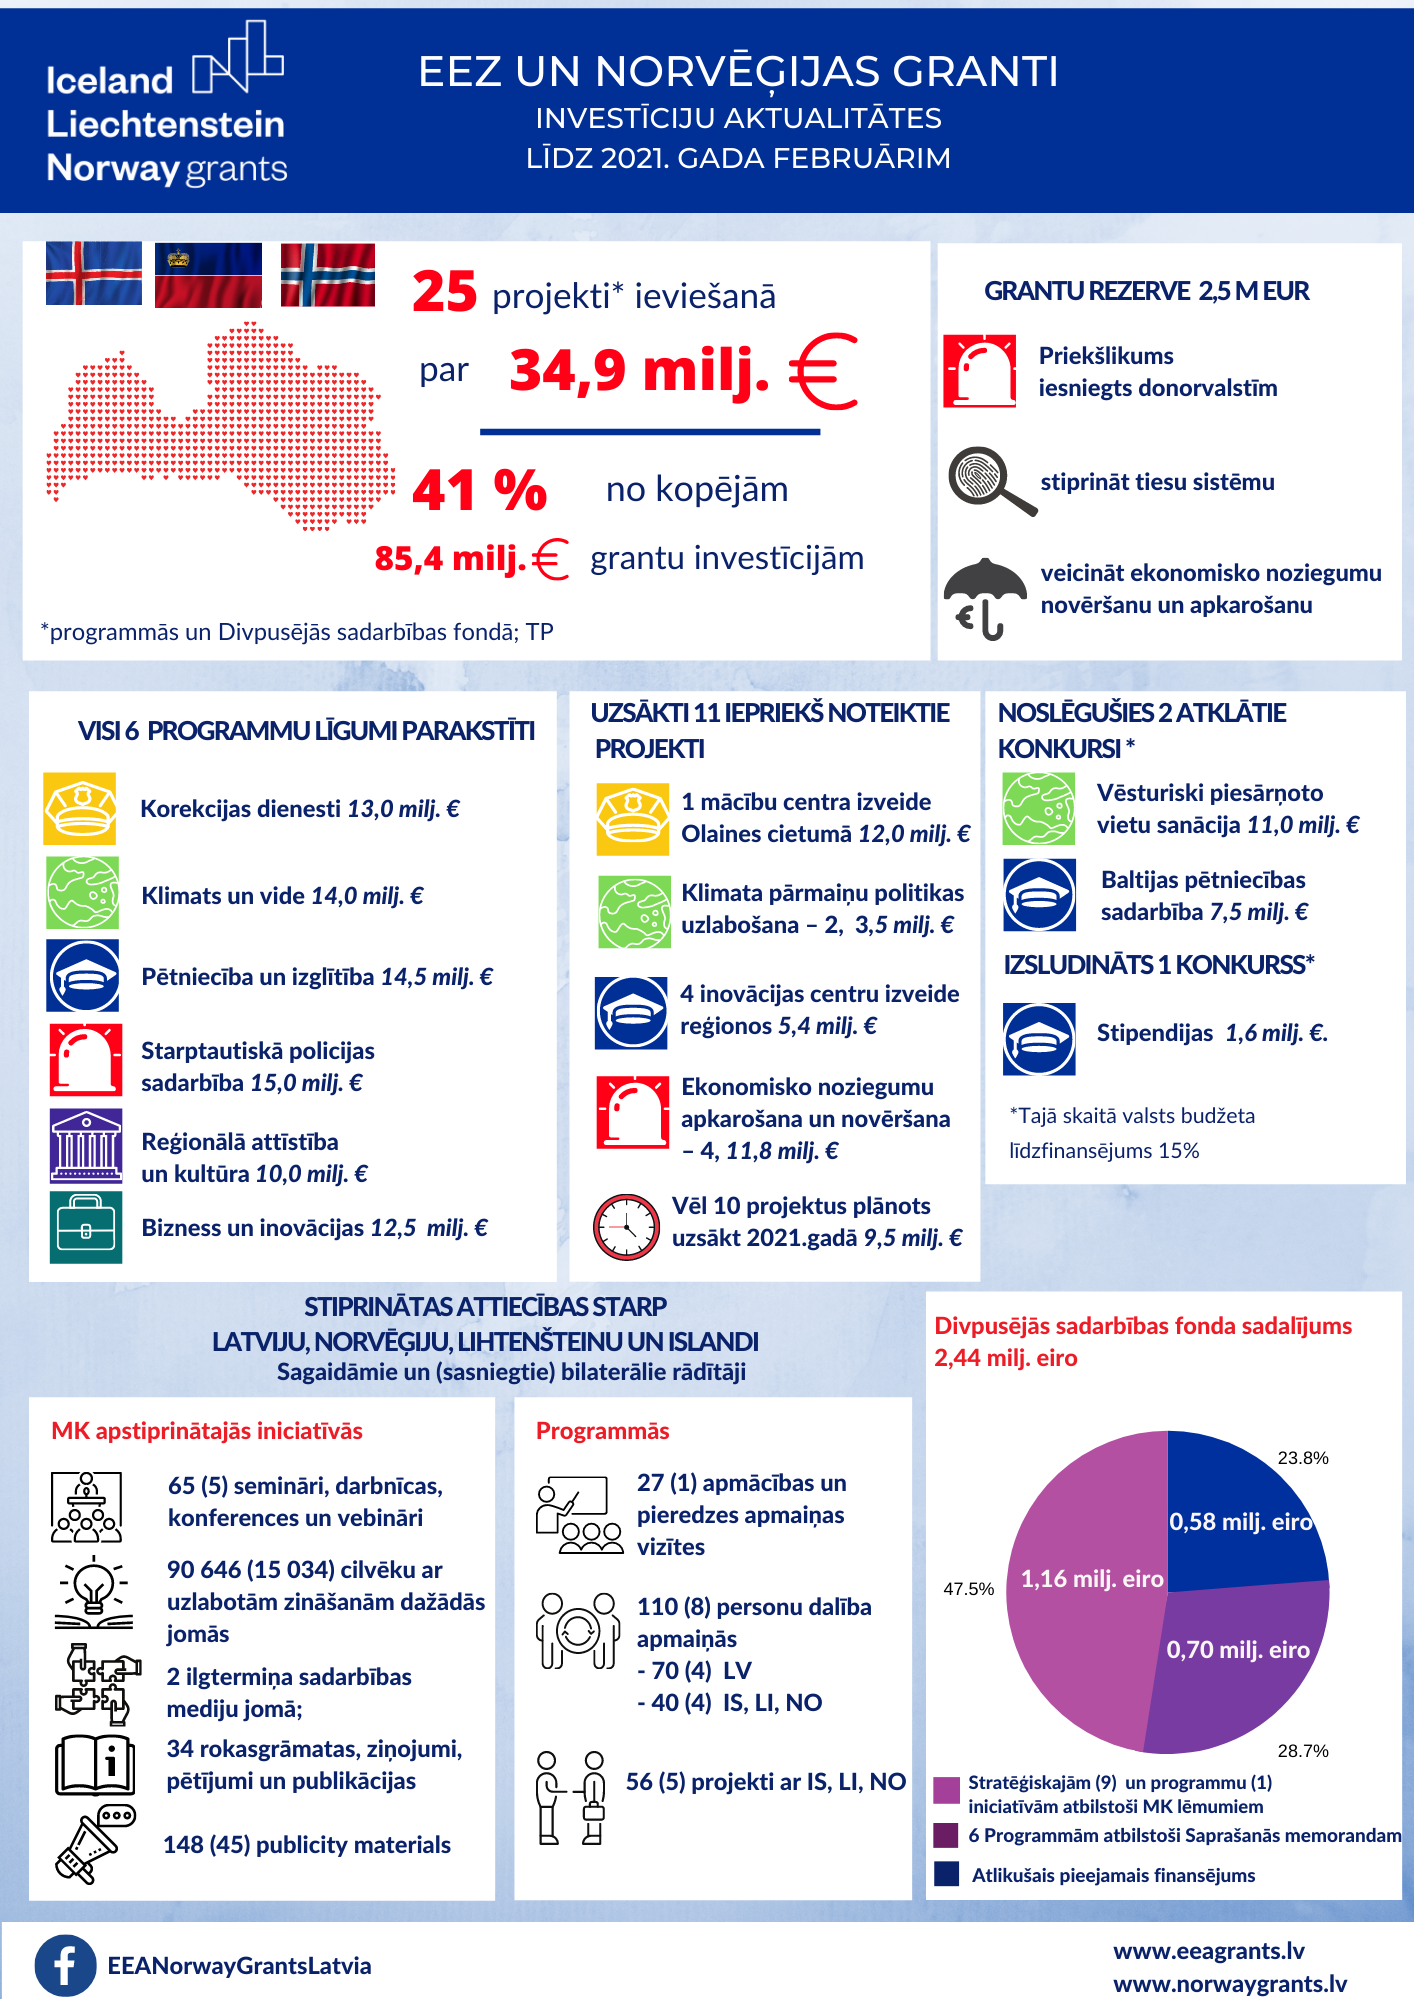 Iceland
Liechtenstein
Norway grants
EEZ UN NORVĒĢIJAS GRANTI
INVESTĪCIJU AKTUALITĀTES
LĪDZ 2021. GADA FEBRUĀRIM
25 projekti* ieviešanā
par 34,9 milj. €
41 % no kopējām
85,4 milj. € grantu investīcijām
*programmās un Divpusējās sadarbības fondā; TP
GRANTU REZERVE 2,5 M EUR
Priekšlikums
iesniegts donorvalstīm
stiprināt tiesu sistēmu
€
veicināt ekonomisko noziegumu
novēršanu un apkarošanu
VISI 6 PROGRAMMU LĪGUMI PARAKSTĪTI
Korekcijas dienesti 13,0 milj. €
Klimats un vide 14,0 milj. €
Pētniecība un izglītība 14,5 milj. €
Starptautiskā policijas
sadarbība 15,0 milj. €
Reģionālā attīstība
un kultūra 10,0 milj. €
Bizness un inovācijas 12,5 milj. €
UZSĀKTI 11 IEPRIEKŠ NOTEIKTIE
PROJEKTI
1 mācību centra izveide
Olaines cietumā 12,0 milj. €
Klimata pārmaiņu politikas
uzlabošana – 2, 3,5 milj. €
4 inovācijas centru izveide
reģionos 5,4 milj. €
Ekonomisko noziegumu
apkarošana un novēršana
– 4, 11,8 milj. €
Vēl 10 projektus plānots
uzsākt 2021.gadā 9,5 milj. €
NOSLĒGUŠIES 2 ATKLĀTIE
KONKURSI *
Vēsturiski piesārņoto
vietu sanācija 11,0 milj. €
Baltijas pētniecības
sadarbība 7,5 milj. €
IZSLUDINĀTS 1 KONKURSS*
Stipendijas 1,6 milj. €.
*Tajā skaitā valsts budžeta
līdzfinansējums 15%
STIPRINĀTAS ATTIECĪBAS STARP
LATVIJU, NORVĒĢIJU, LIHTENŠTEINU UN ISLANDI
Sagaidāmie un (sasniegtie) bilaterālie rādītāji
MK apstiprinātajās iniciatīvās
65 (5) semināri, darbnīcas,
konferences un vebināri
90 646 (15 034) cilvēku ar
uzlabotām zināšanām dažādās
jomās
2 ilgtermiņa sadarbības
mediju jomā;
34 rokasgrāmatas, ziņojumi,
pētījumi un publikācijas
148 (45) publicity materials
Programmās
27 (1) apmācības un
pieredzes apmaiņas
vizītes
110 (8) personu dalība
apmaiņās
- 70 (4) LV
- 40 (4) IS, LI, NO
56 (5) projekti ar IS, LI, NO
Divpusējās sadarbības fonda sadalījums
2,44 milj. eiro
23.8%
0,58 milj. eiro
47.5%
1,16 milj. eiro
0,70 milj. eiro
28.7%
Stratēģiskajām (9) un programmu (1)
iniciatīvām atbilstoši MK lēmumiem
6 Programmām atbilstoši Saprašanās memorandam
Atlikušais pieejamais finansējums
EEANorwayGrantsLatvia
www.eeagrants.lv
www.norwaygrants.lv